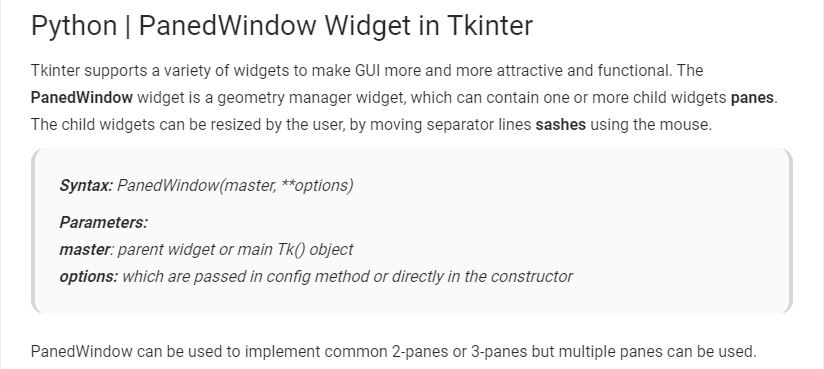 Python | PanedWindow Widget in Tkinter
Tkinter supports a variety of widgets to make GUI more and more attractive and functional. The
PanedWindow widget is a geometry manager widget, which can contain one or more child widgets panes.
The child widgets can be resized by the user, by moving separator lines sashes using the mouse.
Syntax: PanedWindow(master, **options)
Parameters:
master: parent widget or main Tk() object
options: which are passed in config method or directly in the constructor
PanedWindow can be used to implement common 2-panes or 3-panes but multiple panes can be used.